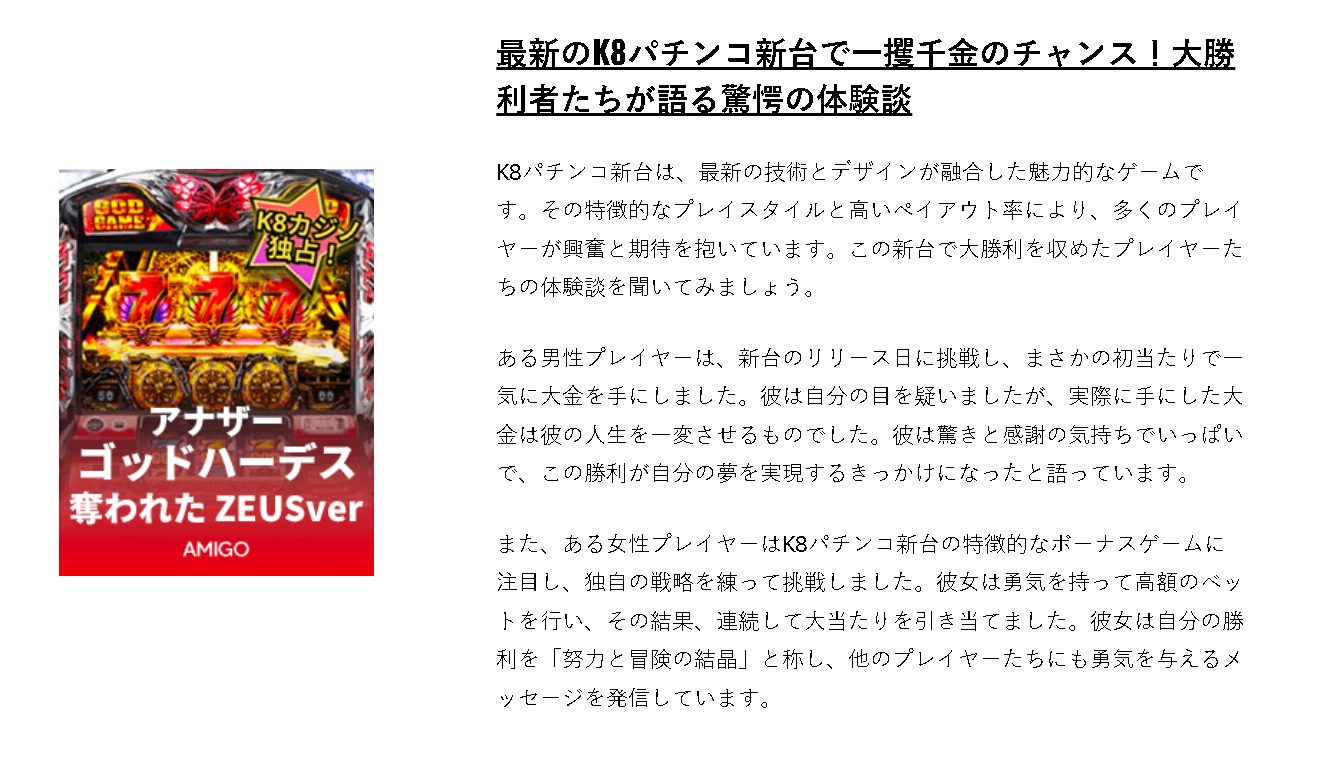 最新のK8パチンコ新台で一攫千金のチャンス！大勝
利者たちが語る驚愕の体験談
K8パチンコ新台は、最新の技術とデザインが融合した魅力的なゲームで
す。その特徴的なプレイスタイルと高いペイアウト率により、多くのプレイ
ヤーが興奮と期待を抱いています。この新台で大勝利を収めたプレイヤーた
ちの体験談を聞いてみましょう。
ある男性プレイヤーは、新台のリリース日に挑戦し、まさかの初当たりで一
気に大金を手にしました。彼は自分の目を疑いましたが、実際に手にした大
金は彼の人生を一変させるものでした。彼は驚きと感謝の気持ちでいっぱい
で、この勝利が自分の夢を実現するきっかけになったと語っています。
また、ある女性プレイヤーはK8パチンコ新台の特徴的なボーナスゲームに
注目し、独自の戦略を練って挑戦しました。彼女は勇気を持って高額のベッ
トを行い、その結果、連続して大当たりを引き当てました。彼女は自分の勝
利を「努力と冒険の結晶」と称し、他のプレイヤーたちにも勇気を与えるメ
ッセージを発信しています。
GOD
GAME
K8カジノ
独占！
50
00
アナザー
ゴッドハーデス
奪われた ZEUSver
AMIGO